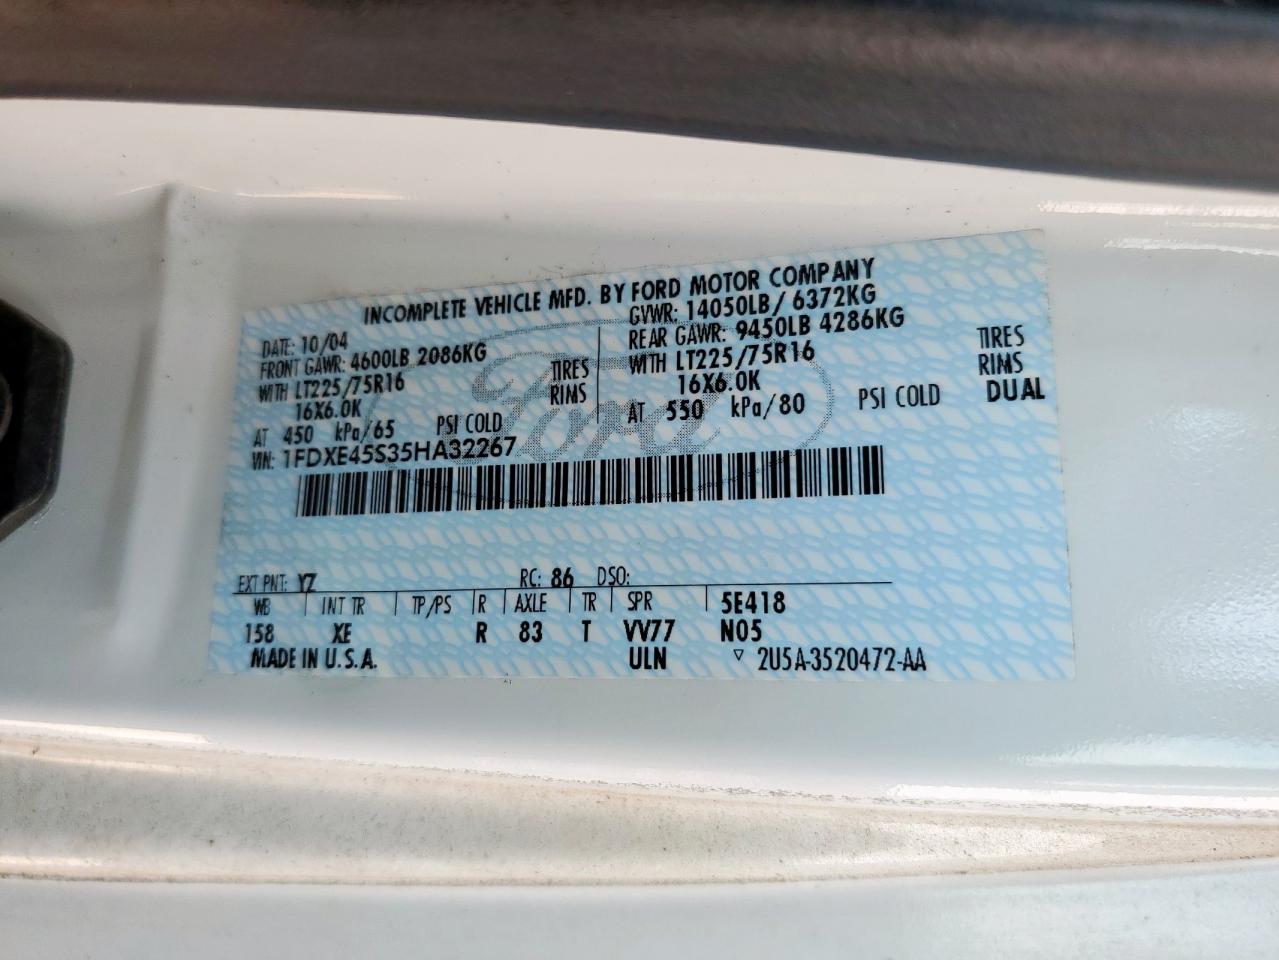 INCOMPLETE VEHICLE MFD. BY FORD MOTOR COMPANY
DATE: 10/04 GVWR: 14050LB/6372KG
FRONT GAWR: 4600LB 2086KG REAR GAWR: 9450LB 4286KG
WITH LT225/75R16 TIRES WITH LT225/75R16 TIRES
16X6.0K RIMS 16X6.0K RIMS
AT 450 kPa/65 PSI COLD AT 550 kPa/80 PSI COLD DUAL
VIN: 1FDXE45S35HA32267
Ford
EXT PNT: YZ RC: 86 DSO:
WB INT TR TP/PS R AXLE TR SPR 5E418
158 XE R 83 T VV77 N05
MADE IN U.S.A. ULN ▽ 2U5A-3520472-AA